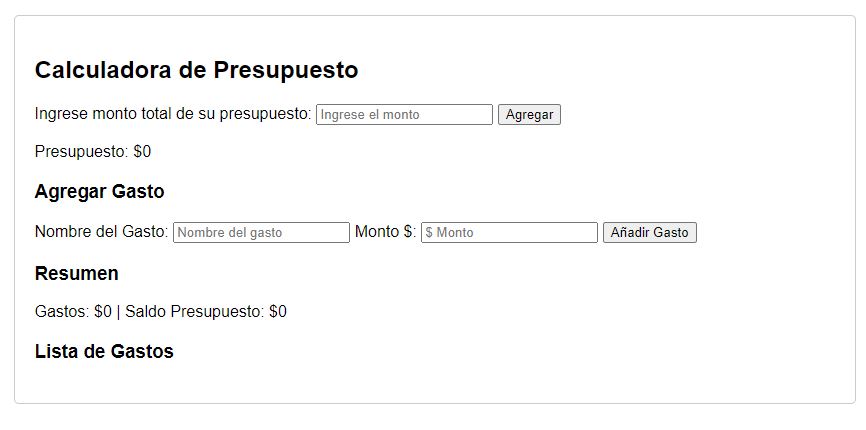 Calculadora de Presupuesto
Ingrese monto total de su presupuesto: Ingrese el monto Agregar
Presupuesto: $0
Agregar Gasto
Nombre del Gasto: Nombre del gasto Monto $: $ Monto Añadir Gasto
Resumen
Gastos: $0 | Saldo Presupuesto: $0
Lista de Gastos